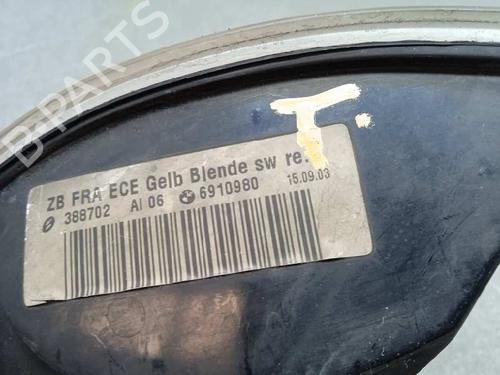 B PARTS
T.
ZB FRA ECE Gelb Blende sw re.
388702 AI 06 6910980 15.09.03